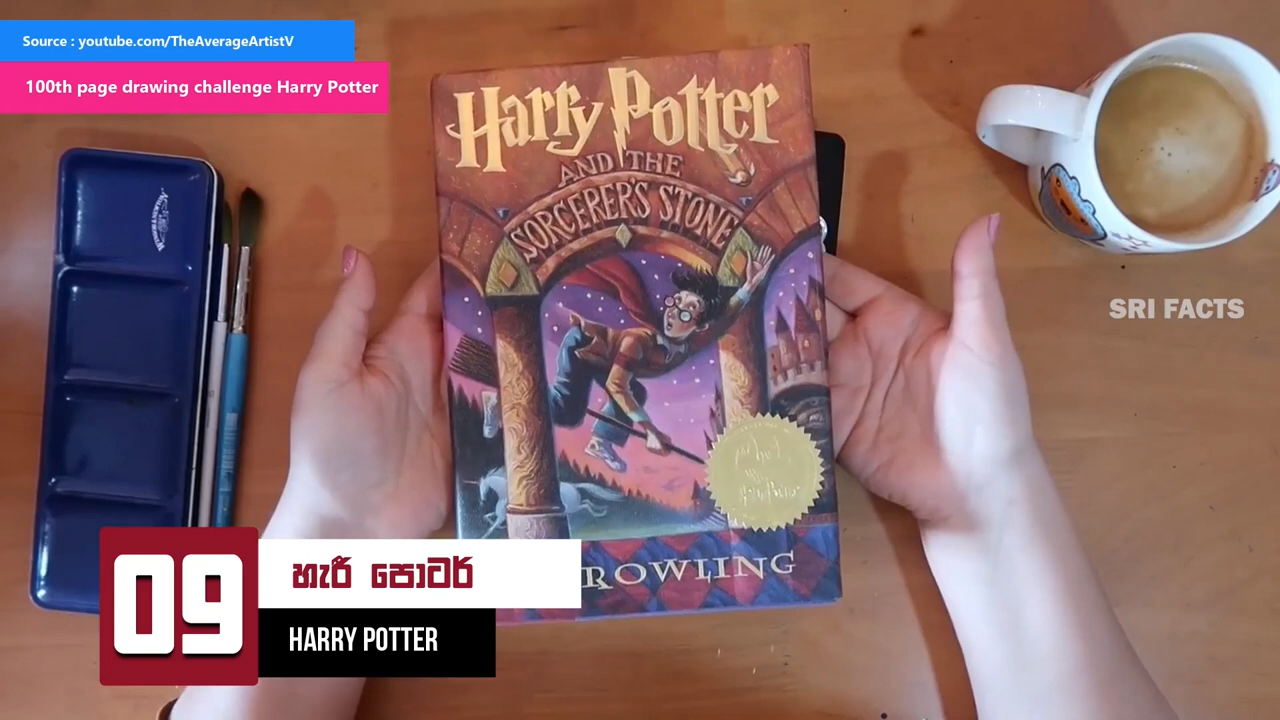 Source : youtube.com/TheAverageArtistV
100th page drawing challenge Harry Potter
Harry Potter
AND THE
SORCERER'S STONE
SRI FACTS
ROWLING
09
හැරී පොටර්
HARRY POTTER